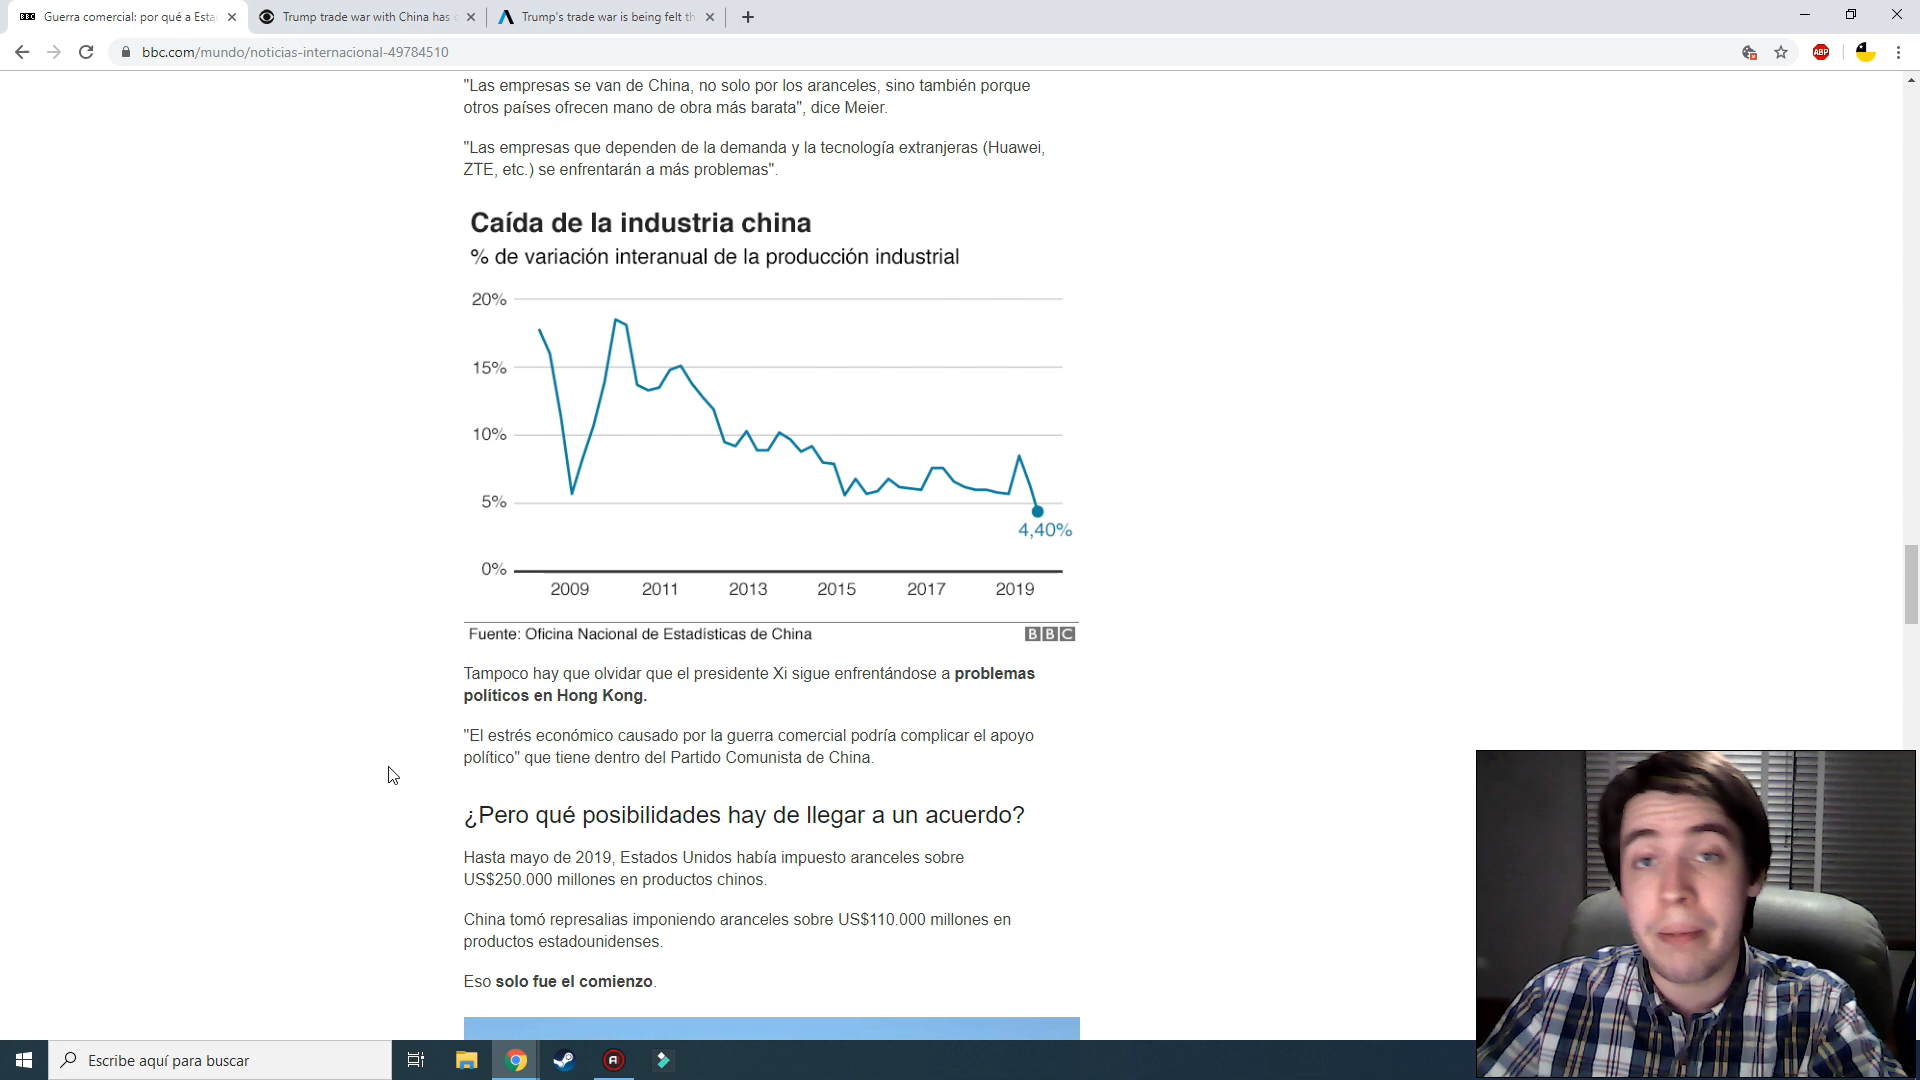 BBC Guerra comercial: por qué a Esta
Trump trade war with China has c
Trump's trade war is being felt th
bbc.com/mundo/noticias-internacional-49784510
ABP
"Las empresas se van de China, no solo por los aranceles, sino también porque
otros países ofrecen mano de obra más barata", dice Meier.
"Las empresas que dependen de la demanda y la tecnología extranjeras (Huawei,
ZTE, etc.) se enfrentarán a más problemas".
Caída de la industria china
% de variación interanual de la producción industrial
20%
15%
10%
5%
4,40%
0%
2009 2011 2013 2015 2017 2019
Fuente: Oficina Nacional de Estadísticas de China BBC
Tampoco hay que olvidar que el presidente Xi sigue enfrentándose a problemas
políticos en Hong Kong.
"El estrés económico causado por la guerra comercial podría complicar el apoyo
político" que tiene dentro del Partido Comunista de China.
¿Pero qué posibilidades hay de llegar a un acuerdo?
Hasta mayo de 2019, Estados Unidos había impuesto aranceles sobre
US$250.000 millones en productos chinos.
China tomó represalias imponiendo aranceles sobre US$110.000 millones en
productos estadounidenses.
Eso solo fue el comienzo.
Escribe aquí para buscar